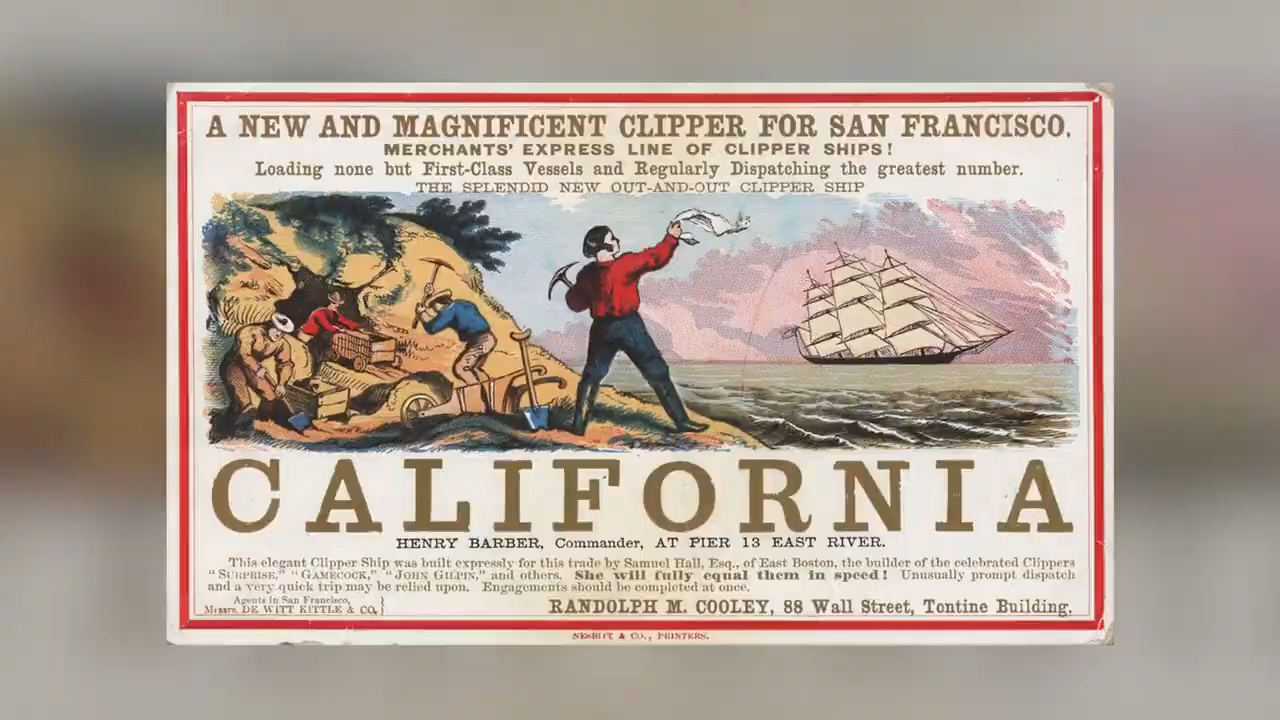 A NEW AND MAGNIFICENT CLIPPER FOR SAN FRANCISCO.
MERCHANTS' EXPRESS LINE OF CLIPPER SHIPS!
Loading none but First-Class Vessels and Regularly Dispatching the greatest number.
THE SPLENDID NEW OUT-AND-OUT CLIPPER SHIP
CALIFORNIA
HENRY BARBER, Commander, AT PIER 13 EAST RIVER.
This elegant Clipper Ship was built expressly for this trade by Samuel Hall, Esq., of East Boston, the builder of the celebrated Clippers
"SURPRISE," "GAMECOCK," "JOHN GILPIN," and others. She will fully equal them in speed! Unusually prompt dispatch
and a very quick trip may be relied upon. Engagements should be completed at once.
Agents in San Francisco,
Messrs. DE WITT KITTLE & CO.
RANDOLPH M. COOLEY, 88 Wall Street, Tontine Building.
NESBITT & CO., PRINTERS.